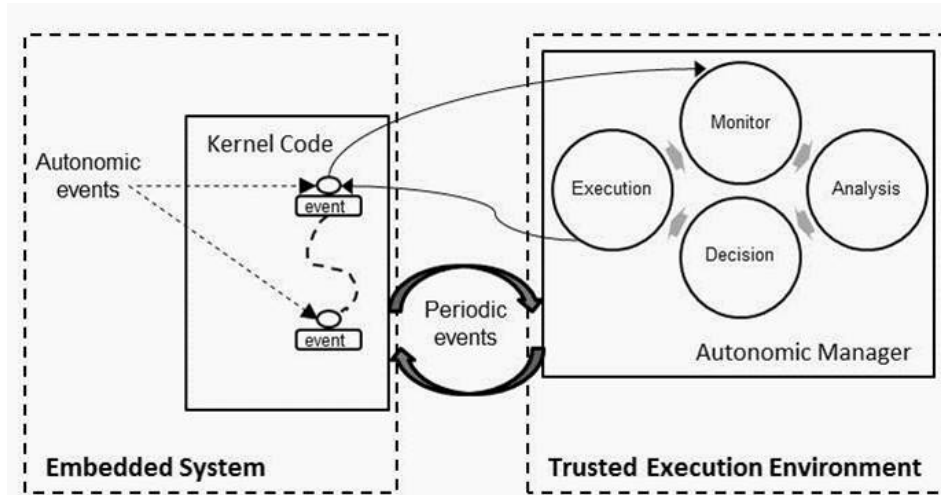 Kernel Code
Autonomic
events
event
event
Periodic
events
Embedded System
Monitor
Execution
Analysis
Decision
Autonomic Manager
Trusted Execution Environment